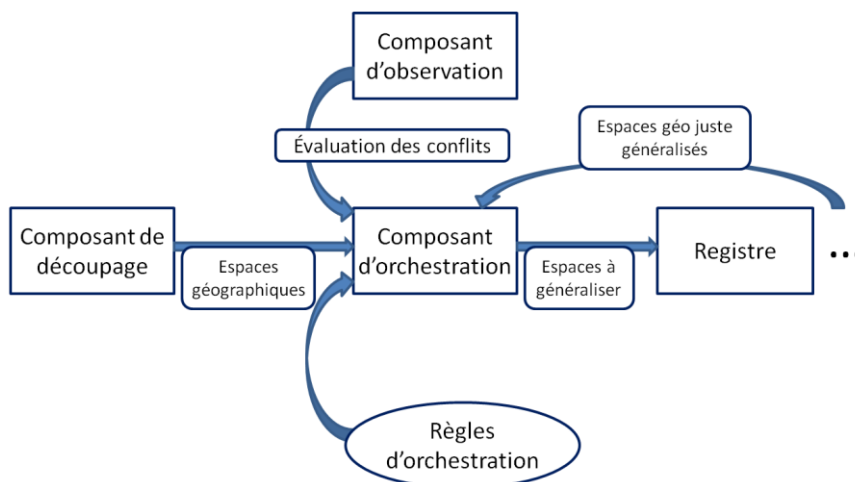 Composant
d'observation
Espaces géo juste
généralisés
Évaluation des conflits
Composant de
découpage
Espaces
géographiques
Composant
d'orchestration
Espaces à
généraliser
Registre
...
Règles
d'orchestration